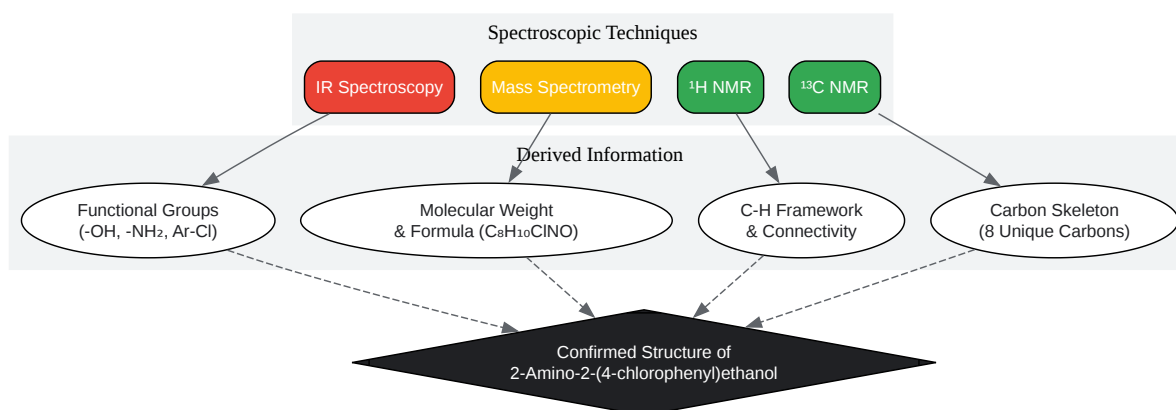 Spectroscopic Techniques
IR Spectroscopy
Mass Spectrometry
¹H NMR
¹³C NMR
Derived Information
Functional Groups
(-OH, -NH₂, Ar-Cl)
Molecular Weight
& Formula (C₈H₁₀ClNO)
C-H Framework
& Connectivity
Carbon Skeleton
(8 Unique Carbons)
Confirmed Structure of
2-Amino-2-(4-chlorophenyl)ethanol